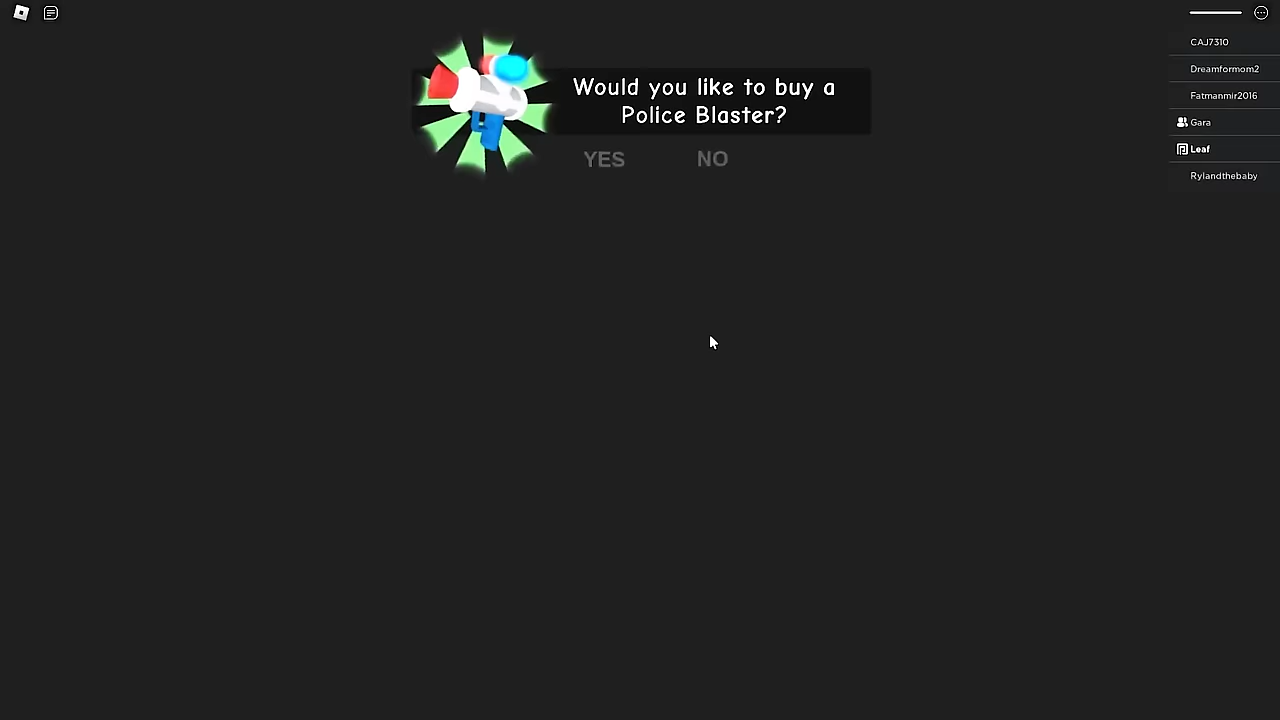 Would you like to buy a
Police Blaster?
YES NO
CAJ7310
Dreamformom2
Fatmanmir2016
Gara
Leaf
Rylandthebaby